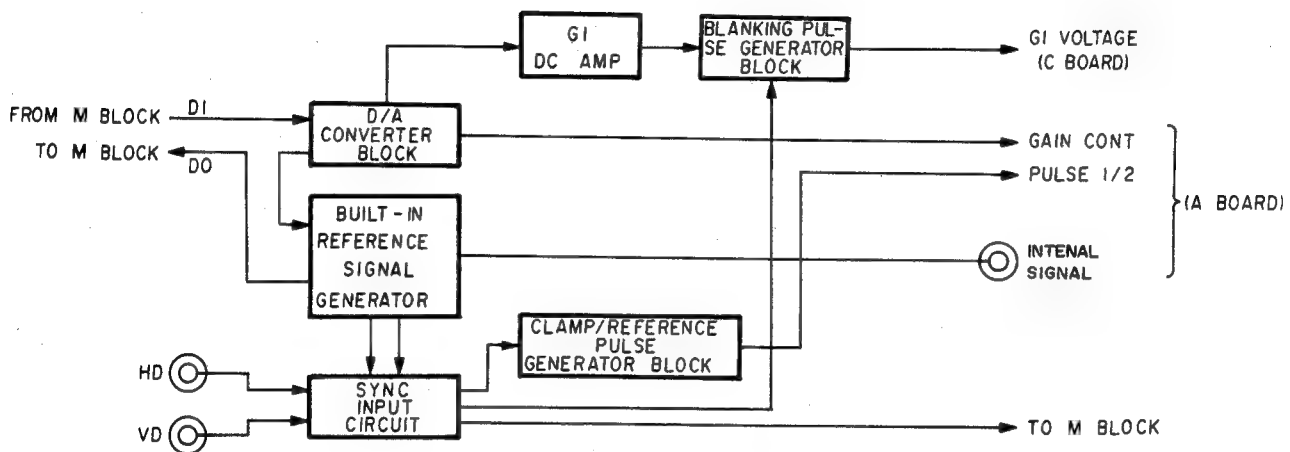 G1
DC AMP
BLANKING PUL-
SE GENERATOR
BLOCK
G1 VOLTAGE
(C BOARD)
FROM M BLOCK
DI
D/A
CONVERTER
BLOCK
GAIN CONT
TO M BLOCK
DO
PULSE 1/2
(A BOARD)
BUILT-IN
REFERENCE
SIGNAL
GENERATOR
INTENAL
SIGNAL
CLAMP/REFERENCE
PULSE
GENERATOR BLOCK
HD
SYNC
INPUT
CIRCUIT
VD
TO M BLOCK